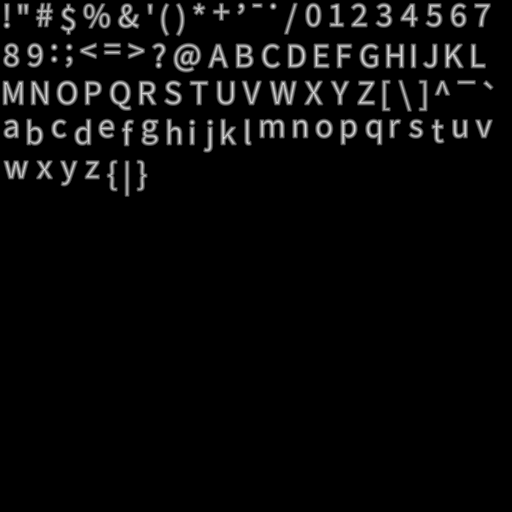 !"#$%&'()*+,-./01234567
89:;<=>?@ABCDEFGHIJKL
MNOPQRSTUVWXYZ[\]^_`
abcdefghijklmnopqrstuv
wxyz{|}